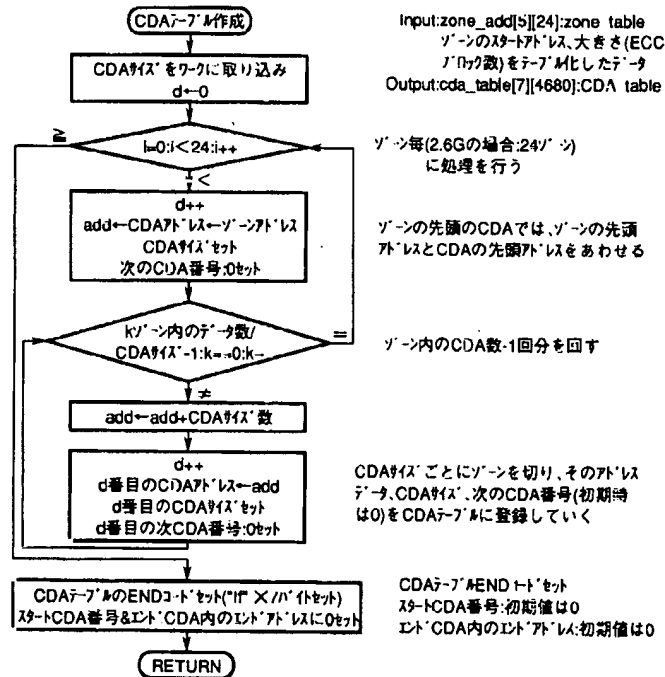 CDAテーブル作成
Input:zone_add[5][24]:zone table
ゾーンのスタートアドレス、大きさ(ECC
ブロック数)をテーブル化したデータ
Output:cda_table[7][4680]:CDA table
CDAサイズをワークに取り込み
d←0
≧
i=0:i<24:i++
<
ゾーン毎(2.6Gの場合:24ゾーン)
に処理を行う
d++
add←CDAアドレス←ゾーンアドレス
CDAサイズセット
次のCDA番号:0セット
ゾーンの先頭のCDAでは、ゾーンの先頭
アドレスとCDAの先頭アドレスをあわせる
kゾーン内のデータ数/
CDAサイズ-1:k==0:k--
=
≠
ゾーン内のCDA数-1回分を回す
add←add+CDAサイズ数
d++
d番目のCDAアドレス←add
d番目のCDAサイズセット
d番目の次CDA番号:0セット
CDAサイズごとにゾーンを切り、そのアドレス
データ、CDAサイズ、次のCDA番号(初期時
は0)をCDAテーブルに登録していく
CDAテーブルのENDコードセット("ff"×7バイトセット)
スタートCDA番号&エンドCDA内のエンドアドレスに0セット
CDAテーブルENDコードセット
スタートCDA番号:初期値は0
エンドCDA内のエンドアドレス:初期値は0
RETURN